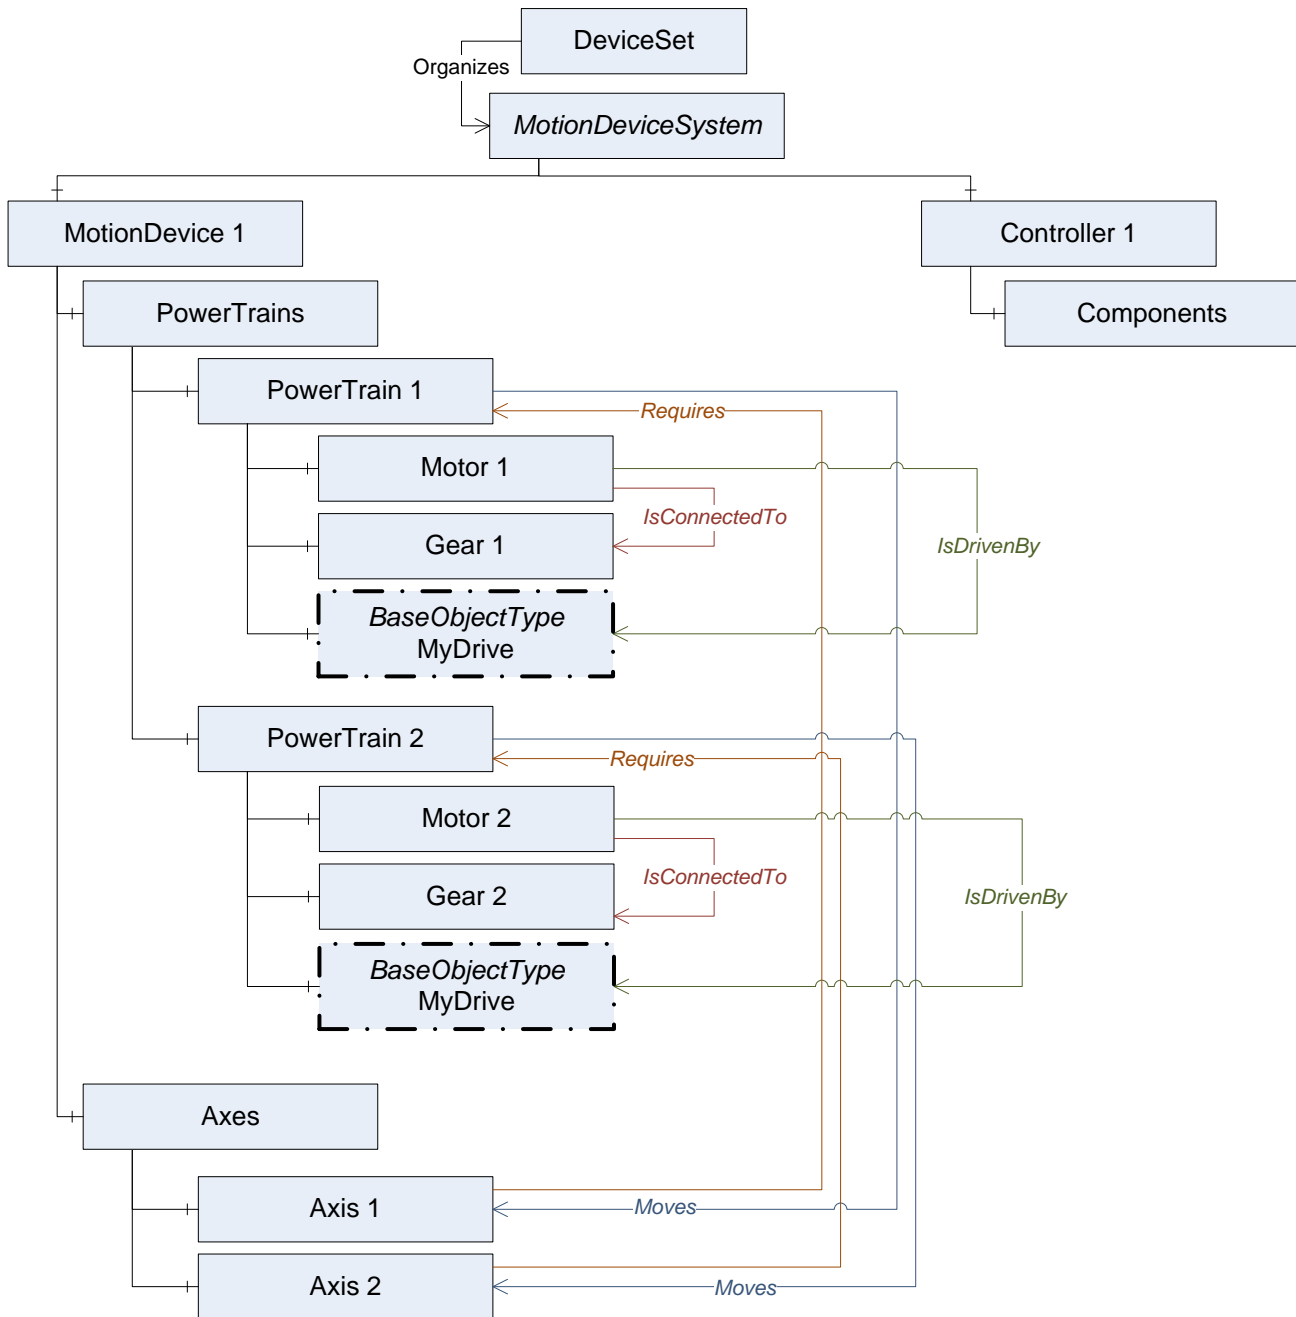 DeviceSet
Organizes
MotionDeviceSystem
MotionDevice 1
Controller 1
PowerTrains
Components
PowerTrain 1
Requires
Motor 1
IsConnectedTo
Gear 1
IsDrivenBy
BaseObjectType
MyDrive
PowerTrain 2
Requires
Motor 2
IsConnectedTo
Gear 2
IsDrivenBy
BaseObjectType
MyDrive
Axes
Axis 1
Moves
Axis 2
Moves